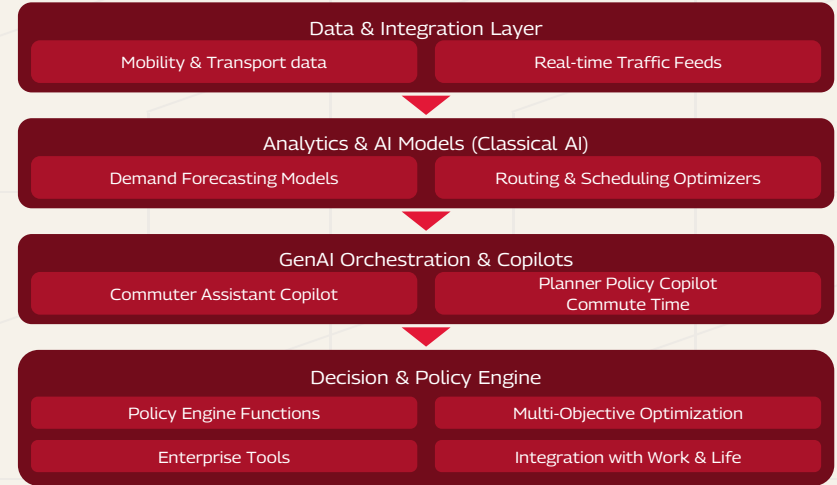 Data & Integration Layer
Mobility & Transport data
Real-time Traffic Feeds
Analytics & AI Models (Classical AI)
Demand Forecasting Models
Routing & Scheduling Optimizers
GenAI Orchestration & Copilots
Commuter Assistant Copilot
Planner Policy Copilot
Commute Time
Decision & Policy Engine
Policy Engine Functions
Multi-Objective Optimization
Enterprise Tools
Integration with Work & Life